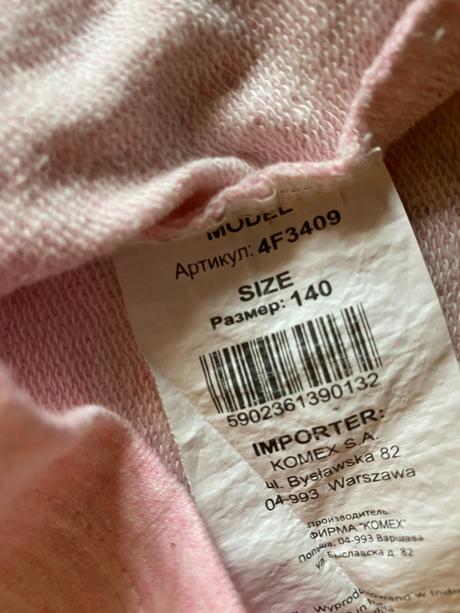 MODEL
Артикул: 4F3409
SIZE
Размер: 140
5902361390132
IMPORTER:
KOMEX S.A.
ul. Bysławska 82
04-993 Warszawa
производитель:
ФИРМА "КОМЕХ"
Польша, 04-993 Варшава
ул. Быславска д. 82